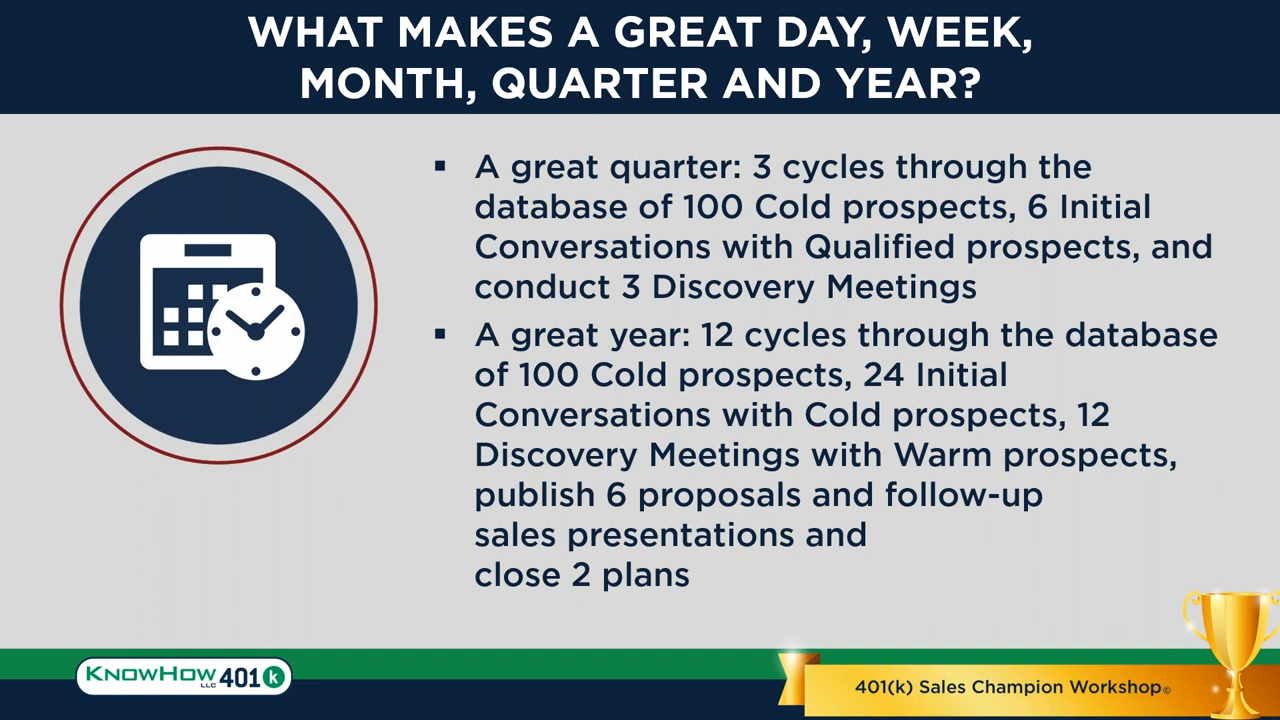 WHAT MAKES A GREAT DAY, WEEK,
MONTH, QUARTER AND YEAR?
▪ A great quarter: 3 cycles through the
database of 100 Cold prospects, 6 Initial
Conversations with Qualified prospects, and
conduct 3 Discovery Meetings
▪ A great year: 12 cycles through the database
of 100 Cold prospects, 24 Initial
Conversations with Cold prospects, 12
Discovery Meetings with Warm prospects,
publish 6 proposals and follow-up
sales presentations and
close 2 plans
KNOWHOW LLC 401 k
401(k) Sales Champion Workshop©